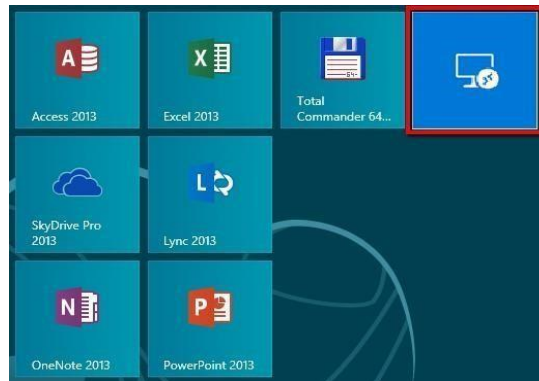 Access 2013
Excel 2013
Total
Commander 64...
SkyDrive Pro
2013
Lync 2013
OneNote 2013
PowerPoint 2013